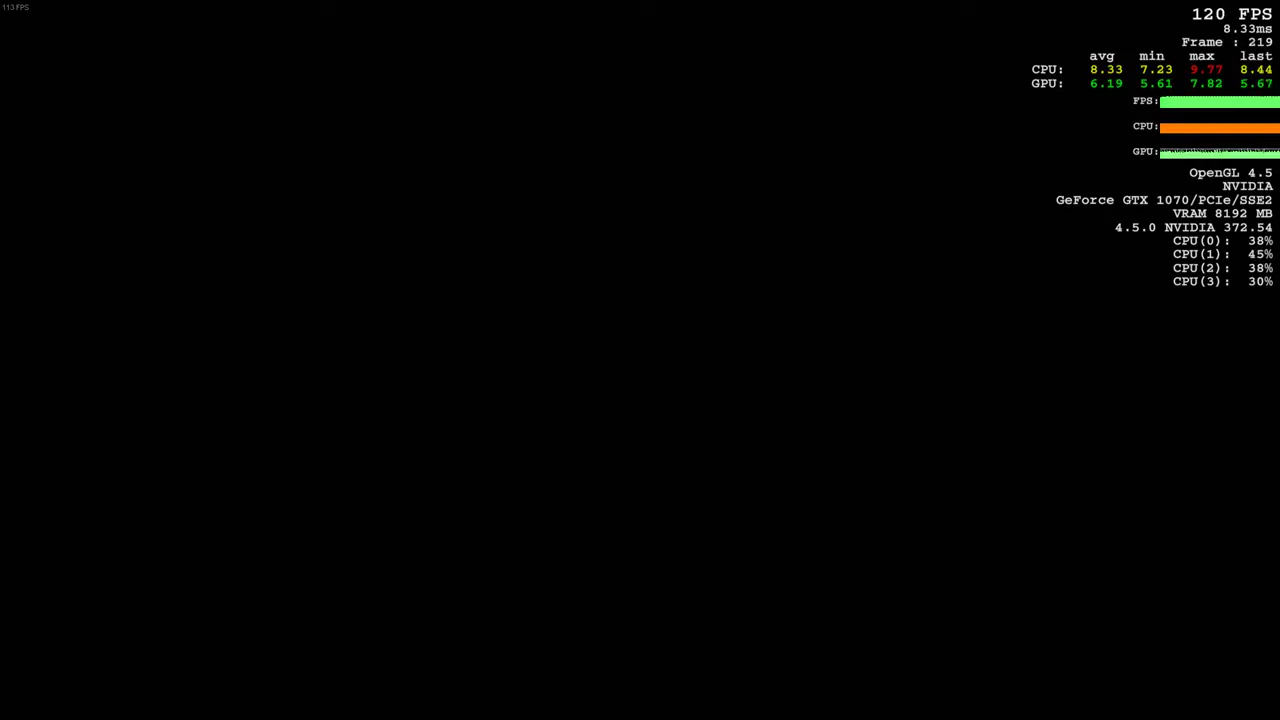 113 FPS
120 FPS
8.33ms
Frame : 219
avg min max last
CPU: 8.33 7.23 9.77 8.44
GPU: 6.19 5.61 7.82 5.67
FPS:
CPU:
GPU:
OpenGL 4.5
NVIDIA
GeForce GTX 1070/PCIe/SSE2
VRAM 8192 MB
4.5.0 NVIDIA 372.54
CPU(0): 38%
CPU(1): 45%
CPU(2): 38%
CPU(3): 30%